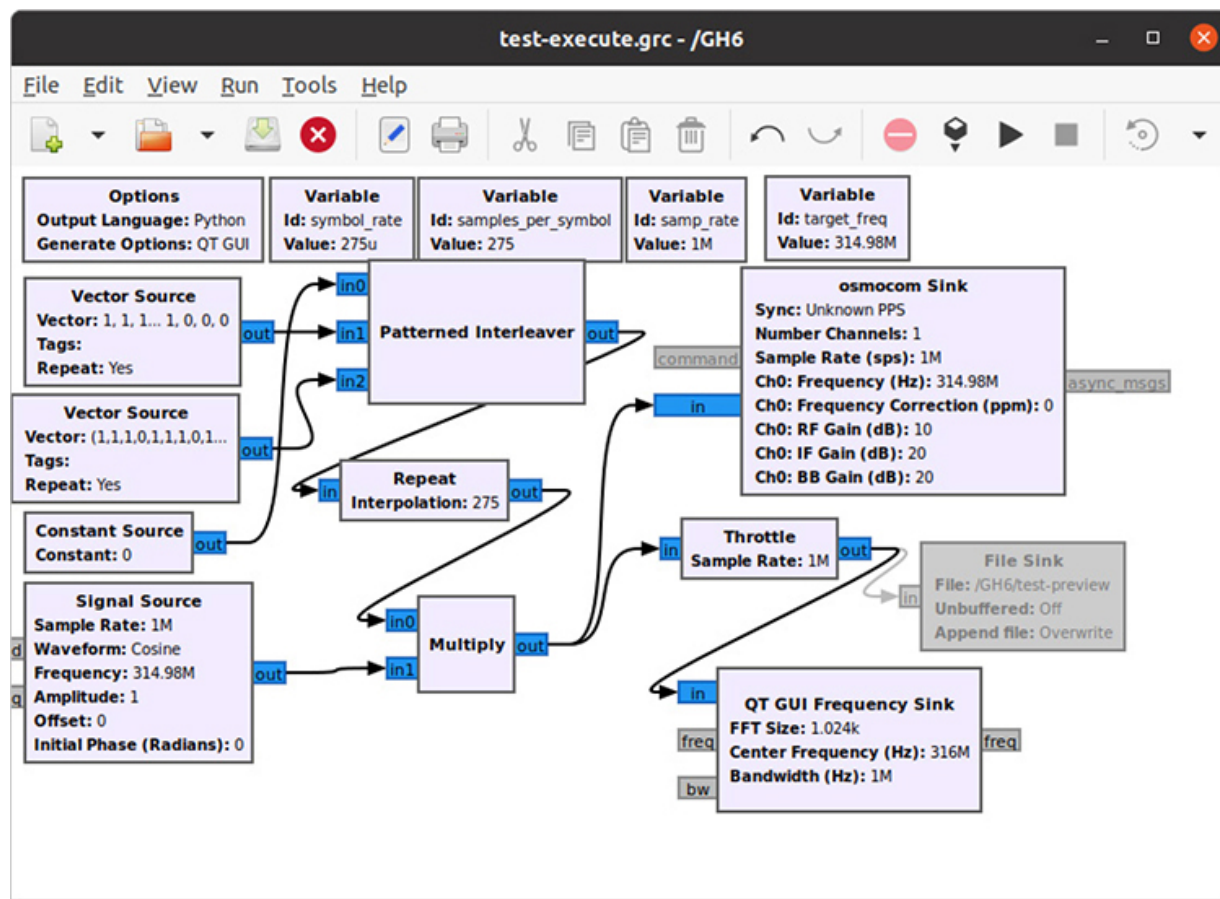 test-execute.grc - /GH6
File Edit View Run Tools Help
Options
Output Language: Python
Generate Options: QT GUI
Variable
Id: symbol_rate
Value: 275u
Variable
Id: samples_per_symbol
Value: 275
Variable
Id: samp_rate
Value: 1M
Variable
Id: target_freq
Value: 314.98M
Vector Source
Vector: 1, 1, 1... 1, 0, 0, 0
Tags:
Repeat: Yes
out
in0
in1
in2
Patterned Interleaver
out
osmocom Sink
Sync: Unknown PPS
Number Channels: 1
Sample Rate (sps): 1M
Ch0: Frequency (Hz): 314.98M
Ch0: Frequency Correction (ppm): 0
Ch0: RF Gain (dB): 10
Ch0: IF Gain (dB): 20
Ch0: BB Gain (dB): 20
command
in
async_msgs
Vector Source
Vector: (1,1,1,0,1,1,1,0,1...
Tags:
Repeat: Yes
out
in
Repeat
Interpolation: 275
out
Constant Source
Constant: 0
out
in
Throttle
Sample Rate: 1M
out
in
File Sink
File: /GH6/test-preview
Unbuffered: Off
Append file: Overwrite
Signal Source
Sample Rate: 1M
Waveform: Cosine
Frequency: 314.98M
Amplitude: 1
Offset: 0
Initial Phase (Radians): 0
d
q
out
in0
in1
Multiply
out
in
freq
bw
QT GUI Frequency Sink
FFT Size: 1.024k
Center Frequency (Hz): 316M
Bandwidth (Hz): 1M
freq